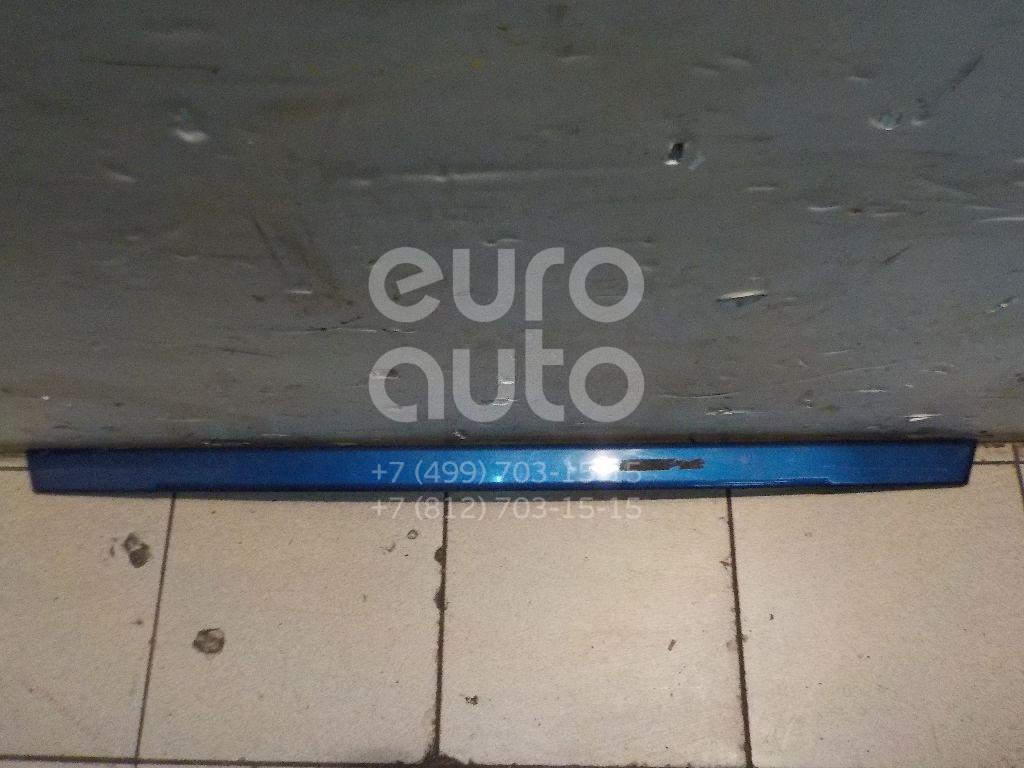 euro
auto
+7 (499) 703-15-15
+7 (812) 703-15-15